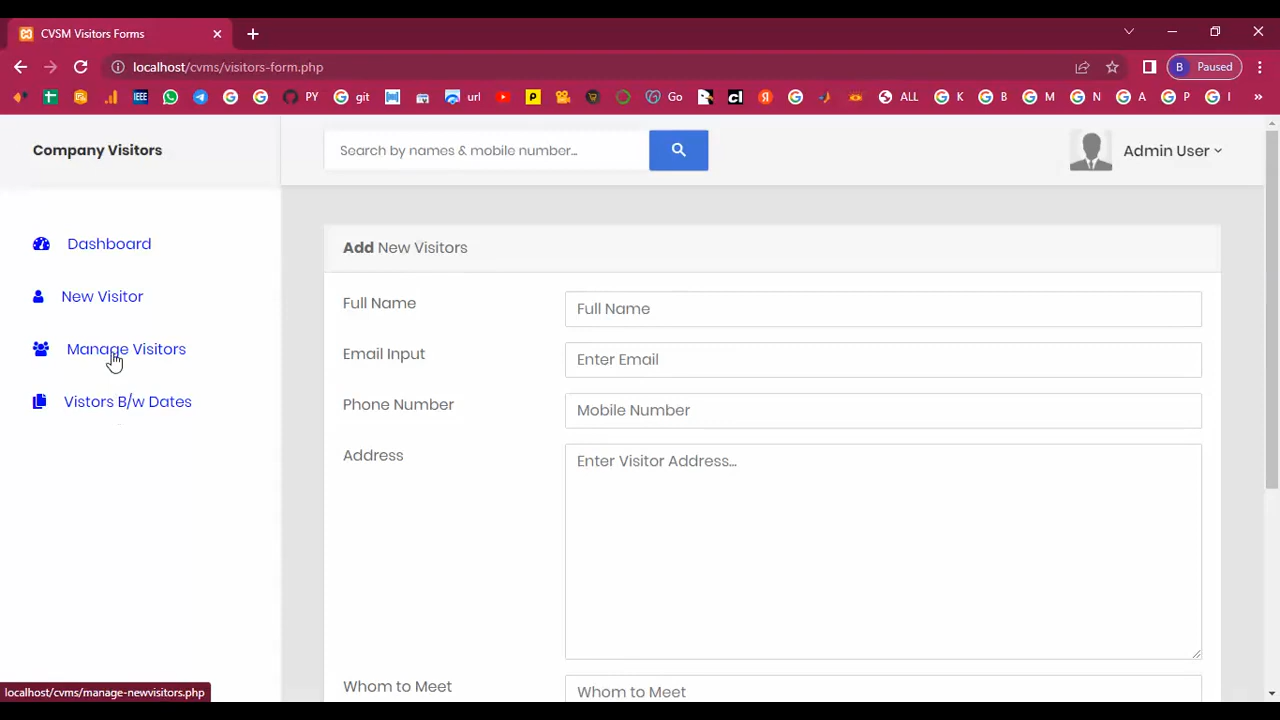 CVSM Visitors Forms
localhost/cvms/visitors-form.php
B Paused
IEEE
PY
git
url
Go
ALL
K
B
M
N
A
P
I
Company Visitors
Search by names & mobile number...
Admin User
Dashboard
New Visitor
Manage Visitors
Vistors B/w Dates
Add New Visitors
Full Name
Full Name
Email Input
Enter Email
Phone Number
Mobile Number
Address
Enter Visitor Address...
Whom to Meet
Whom to Meet
localhost/cvms/manage-newvisitors.php